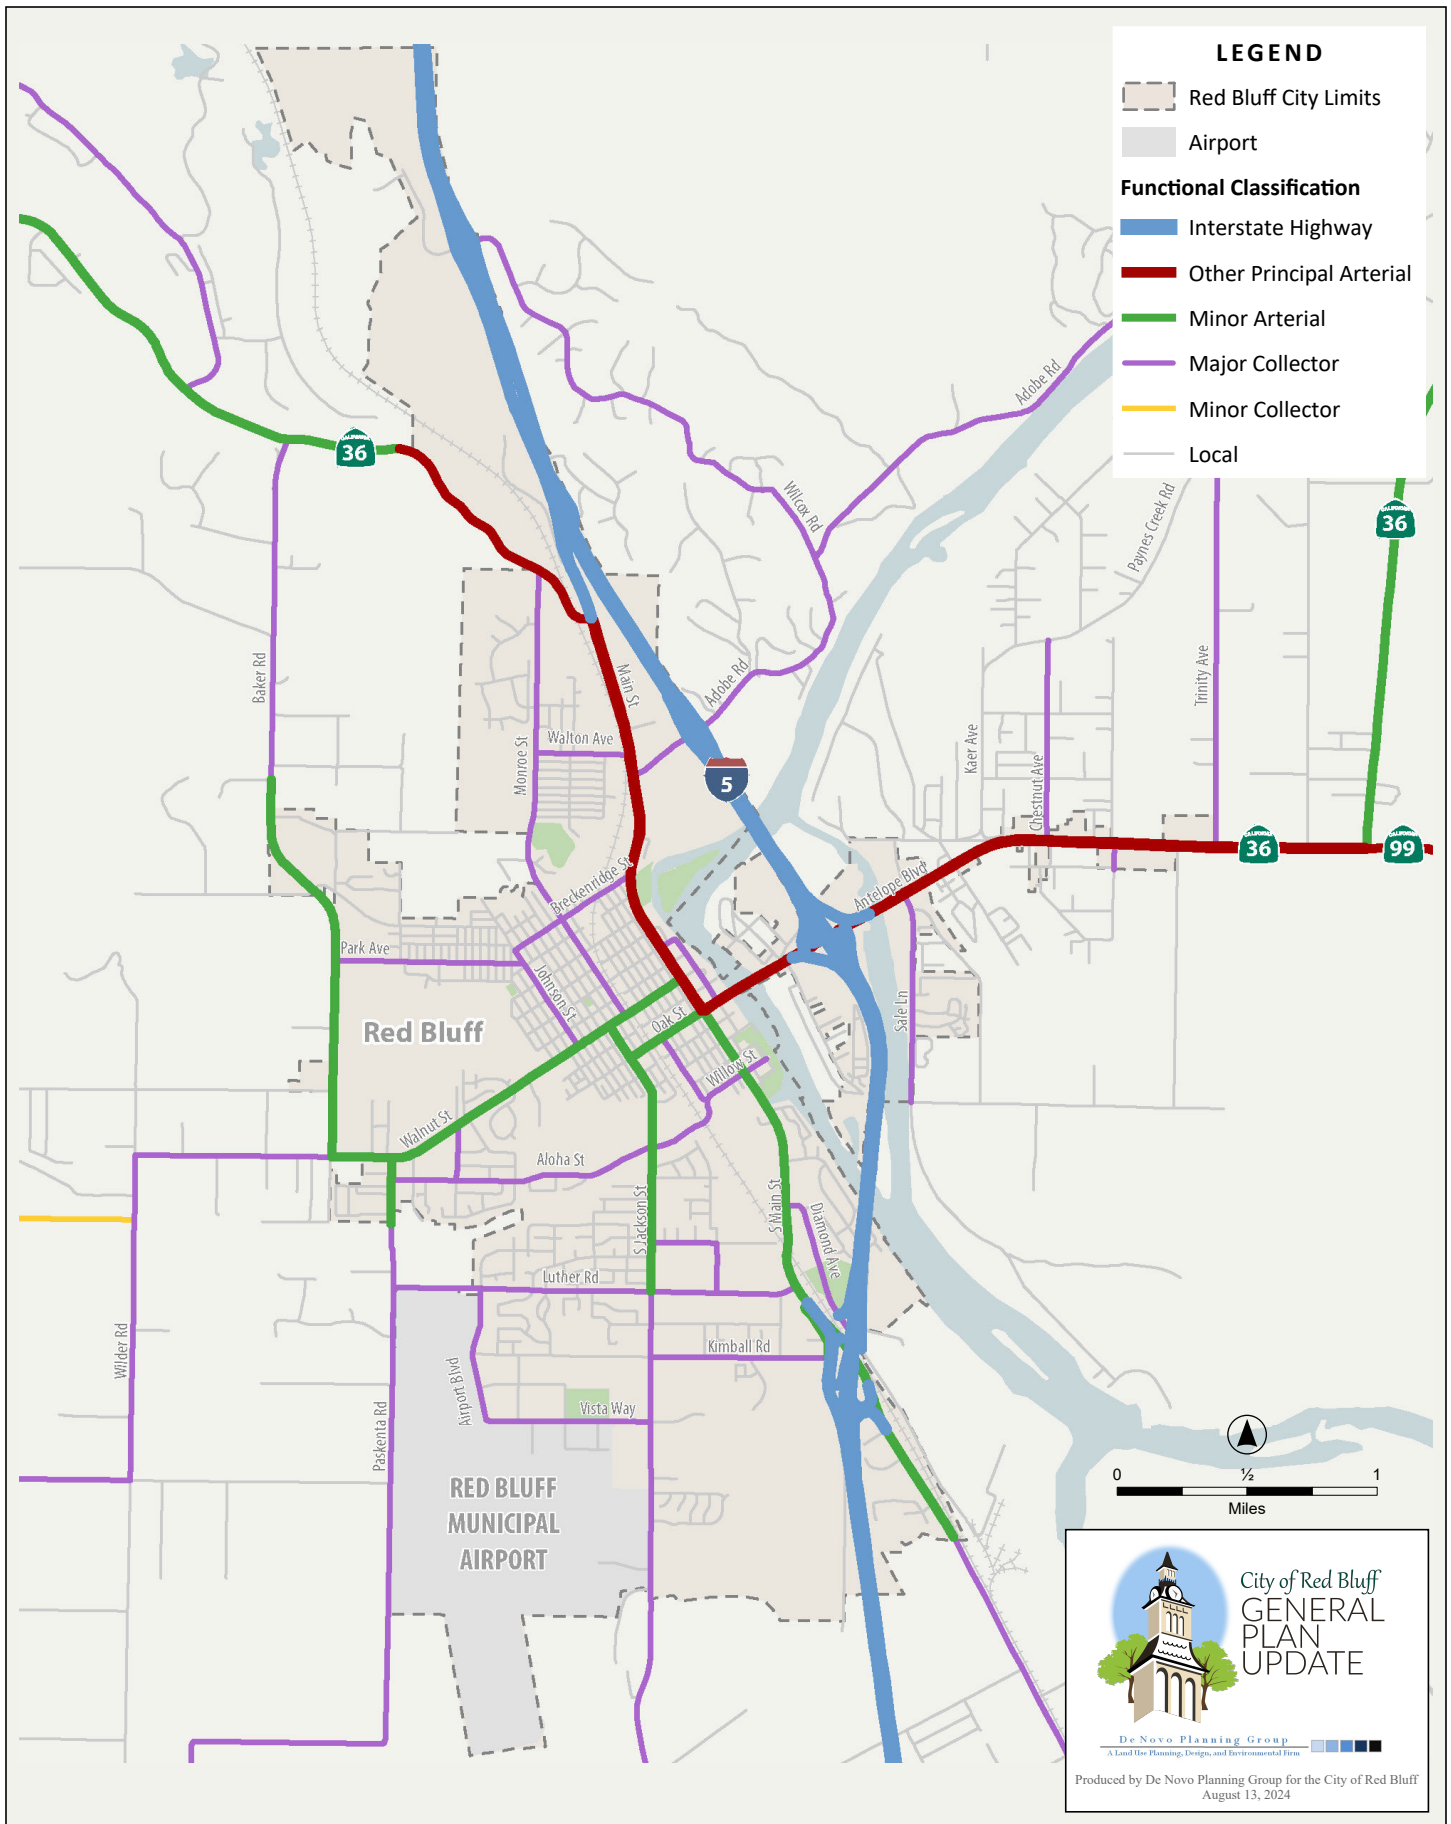 LEGEND
Red Bluff City Limits
Airport
Functional Classification
Interstate Highway
Other Principal Arterial
Minor Arterial
Major Collector
Minor Collector
Local
Adobe Rd
CALIFORNIA
36
Wilcox Rd
Paynes Creek Rd
CALIFORNIA
36
Baker Rd
Main St
Adobe Rd
Trinity Ave
Monroe St
Walton Ave
Kaer Ave
Chestnut Ave
5
CALIFORNIA
36
CALIFORNIA
99
Breckenridge St
Antelope Blvd
Park Ave
Johnson St
Oak St
Sale Ln
Red Bluff
Willow St
Walnut St
Aloha St
S Jackson St
S Main St
Diamond Ave
Luther Rd
Wilder Rd
Kimball Rd
Airport Blvd
Vista Way
Paskenta Rd
RED BLUFF
MUNICIPAL
AIRPORT
0 ½ 1
Miles
City of Red Bluff
GENERAL
PLAN
UPDATE
De Novo Planning Group
A Land Use Planning, Design, and Environmental Firm
Produced by De Novo Planning Group for the City of Red Bluff
August 13, 2024